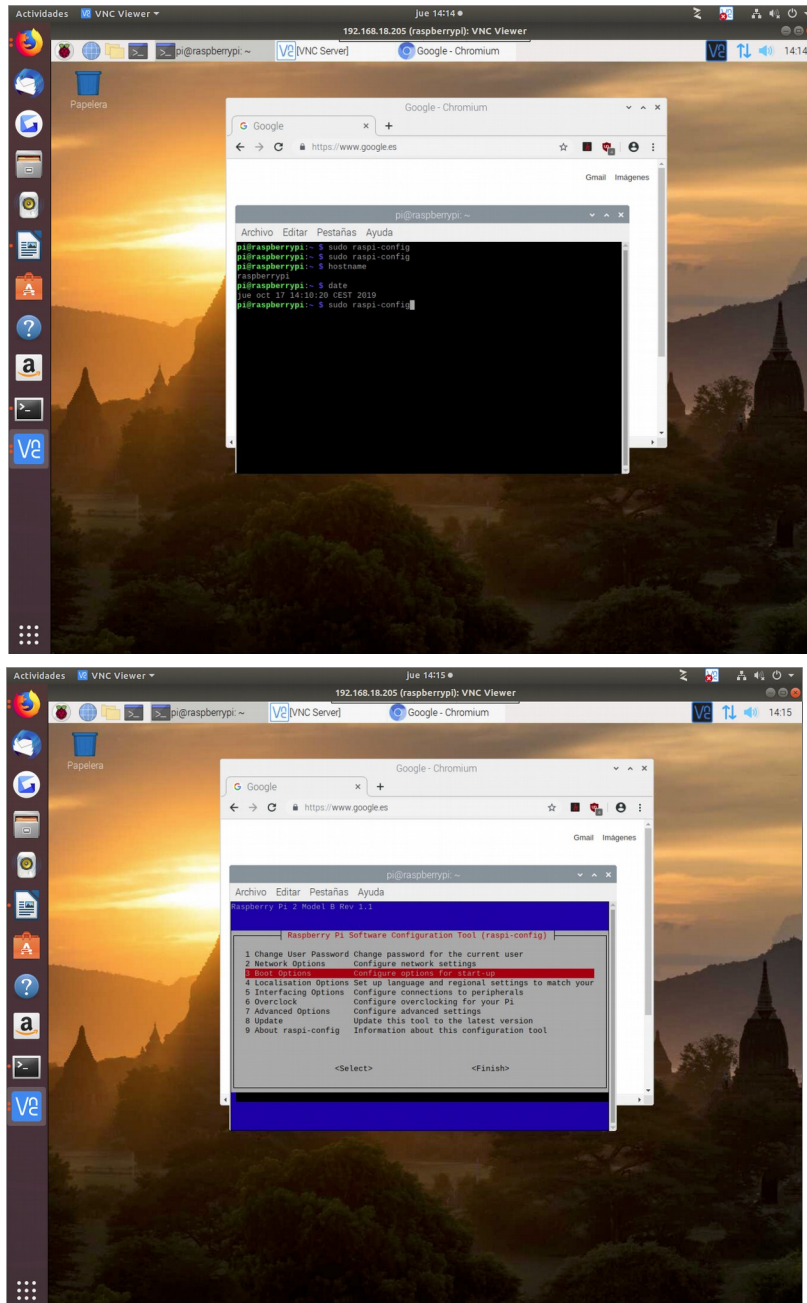 Actividades VNC Viewer jue 14:14
192.168.18.205 (raspberrypi): VNC Viewer
pi@raspberrypi: ~ [VNC Server] Google - Chromium 14:14
Papelera
Google - Chromium
Google
https://www.google.es
Gmail Imágenes
pi@raspberrypi: ~
Archivo Editar Pestañas Ayuda
pi@raspberrypi:~ $ sudo raspi-config
pi@raspberrypi:~ $ sudo raspi-config
pi@raspberrypi:~ $ hostname
raspberrypi
pi@raspberrypi:~ $ date
jue oct 17 14:10:20 CEST 2019
pi@raspberrypi:~ $ sudo raspi-config
Actividades VNC Viewer jue 14:15
192.168.18.205 (raspberrypi): VNC Viewer
pi@raspberrypi: ~ [VNC Server] Google - Chromium 14:15
Papelera
Google - Chromium
Google
https://www.google.es
Gmail Imágenes
pi@raspberrypi: ~
Archivo Editar Pestañas Ayuda
Raspberry Pi 2 Model B Rev 1.1
Raspberry Pi Software Configuration Tool (raspi-config)
1 Change User Password Change password for the current user
2 Network Options Configure network settings
3 Boot Options Configure options for start-up
4 Localisation Options Set up language and regional settings to match your
5 Interfacing Options Configure connections to peripherals
6 Overclock Configure overclocking for your Pi
7 Advanced Options Configure advanced settings
8 Update Update this tool to the latest version
9 About raspi-config Information about this configuration tool
<Select> <Finish>